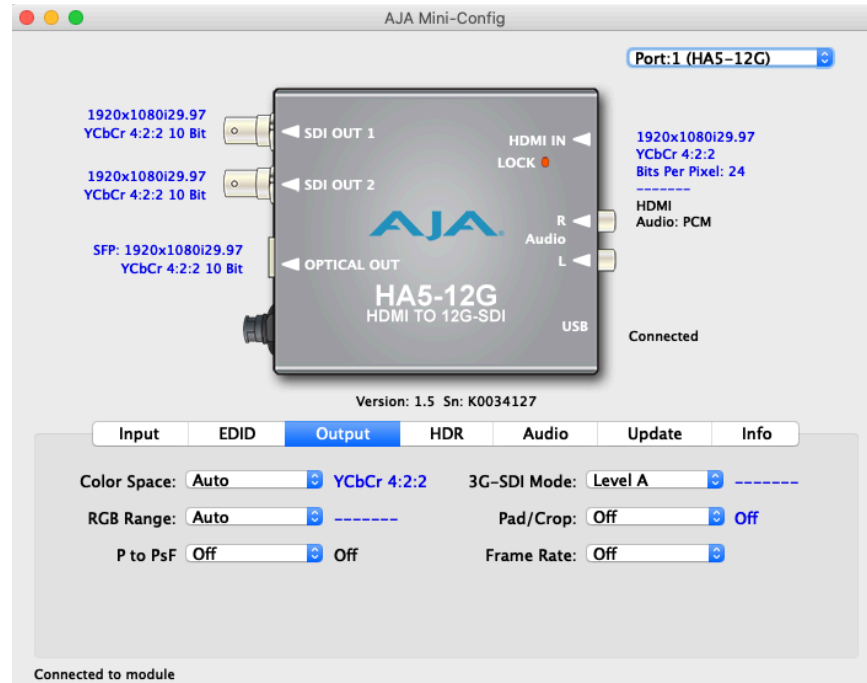 AJA Mini-Config
Port:1 (HA5-12G)
1920x1080i29.97
YCbCr 4:2:2 10 Bit
SDI OUT 1
1920x1080i29.97
YCbCr 4:2:2 10 Bit
SDI OUT 2
SFP: 1920x1080i29.97
YCbCr 4:2:2 10 Bit
OPTICAL OUT
HDMI IN
LOCK
1920x1080i29.97
YCbCr 4:2:2
Bits Per Pixel: 24
-------
HDMI
Audio: PCM
AJA
R
Audio
L
HA5-12G
HDMI TO 12G-SDI
USB
Connected
Version: 1.5 Sn: K0034127
Input EDID Output HDR Audio Update Info
Color Space: Auto YCbCr 4:2:2 3G-SDI Mode: Level A -------
RGB Range: Auto ------- Pad/Crop: Off Off
P to PsF Off Off Frame Rate: Off
Connected to module